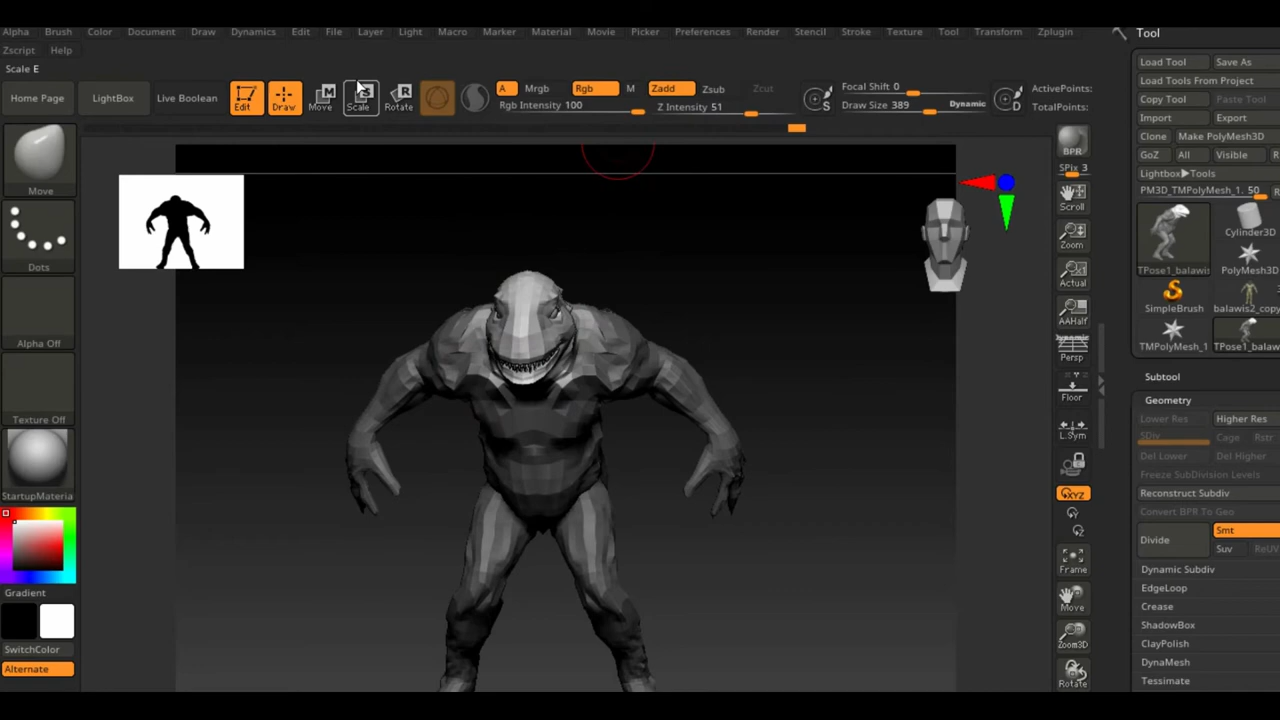 Alpha Brush Color Document Draw Dynamics Edit File Layer Light Macro Marker Material Movie Picker Preferences Render Stencil Stroke Texture Tool Transform Zplugin
Zscript Help
Scale E
Home Page LightBox Live Boolean Edit Draw Move Scale Rotate A Mrgb Rgb M Zadd Zsub Zcut
Rgb Intensity 100 Z Intensity 51
Focal Shift 0
Draw Size 389 Dynamic
ActivePoints:
TotalPoints:
S
D
M
S
R
Move
Dots
Alpha Off
Texture Off
StartupMateria
Gradient
SwitchColor
Alternate
BPR
SPix 3
Scroll
Zoom
Actual
AAHalf
Dynamic
Persp
Floor
L.Sym
XYZ
Y
Z
Frame
Move
Zoom3D
Rotate
Tool
Load Tool Save As
Load Tools From Project
Copy Tool Paste Tool
Import Export
Clone Make PolyMesh3D
GoZ All Visible R
Lightbox▶Tools
PM3D_TMPolyMesh_1. 50
TPose1_balawis
Cylinder3D
PolyMesh3D
SimpleBrush balawis2_copy
TMPolyMesh_1 TPose1_balaw
Subtool
Geometry
Lower Res Higher Res
SDiv Cage Rstr
Del Lower Del Higher
Freeze SubDivision Levels
Reconstruct Subdiv
Convert BPR To Geo
Divide Smt
Suv ReUV
Dynamic Subdiv
EdgeLoop
Crease
ShadowBox
ClayPolish
DynaMesh
Tessimate